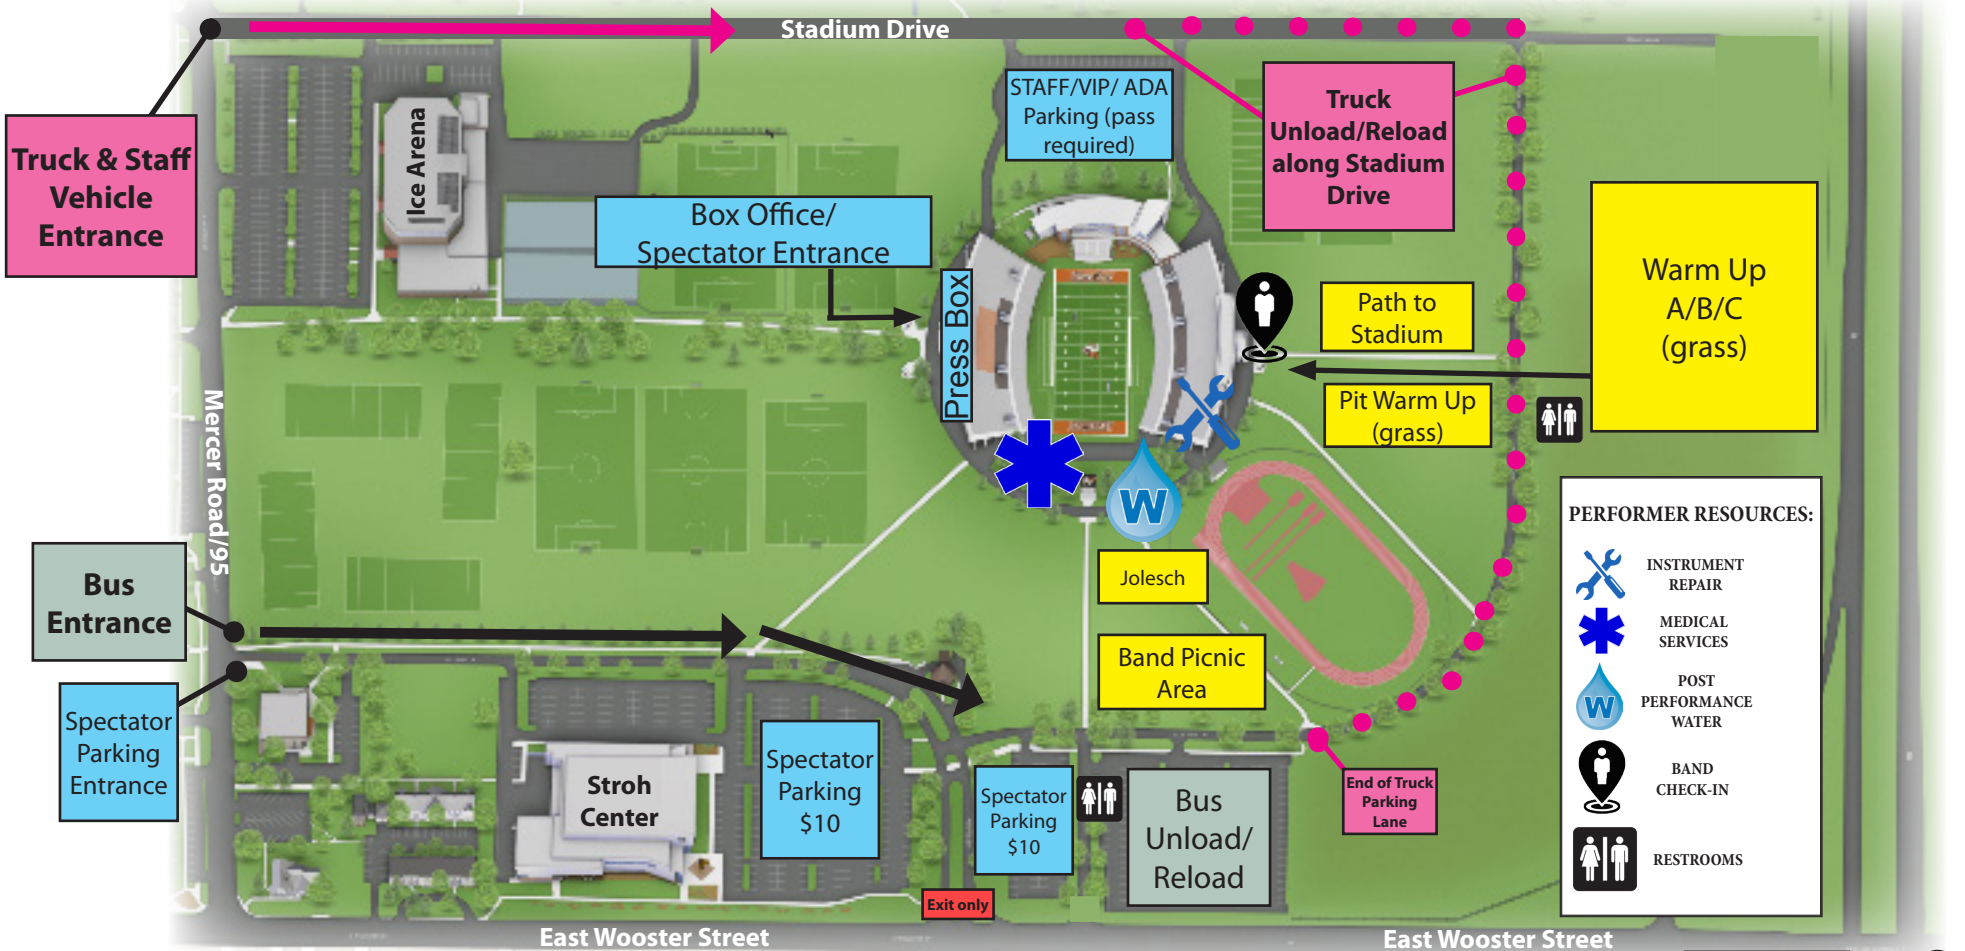 Stadium Drive
Truck & Staff
Vehicle
Entrance
Ice Arena
STAFF/VIP/ ADA
Parking (pass
required)
Truck
Unload/Reload
along Stadium
Drive
Box Office/
Spectator Entrance
Press Box
Path to
Stadium
Warm Up
A/B/C
(grass)
Pit Warm Up
(grass)
Mercer Road/95
W
Jolesch
Band Picnic
Area
Bus
Entrance
Spectator
Parking
Entrance
Stroh
Center
Spectator
Parking
$10
Spectator
Parking
$10
Bus
Unload/
Reload
End of Truck
Parking
Lane
Exit only
East Wooster Street
East Wooster Street
PERFORMER RESOURCES:
INSTRUMENT
REPAIR
MEDICAL
SERVICES
W
POST
PERFORMANCE
WATER
BAND
CHECK-IN
RESTROOMS